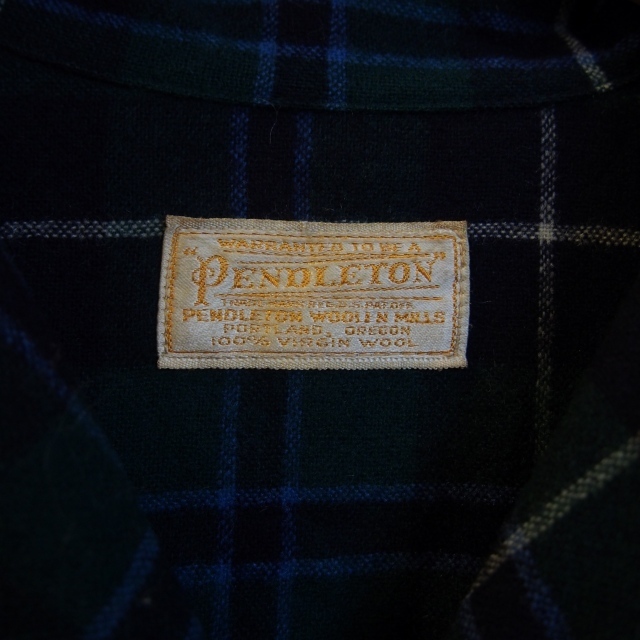 WARRANTED TO BE A
"PENDLETON"
PENDLETON WOOLEN MILLS
PORTLAND, OREGON
100% VIRGIN WOOL